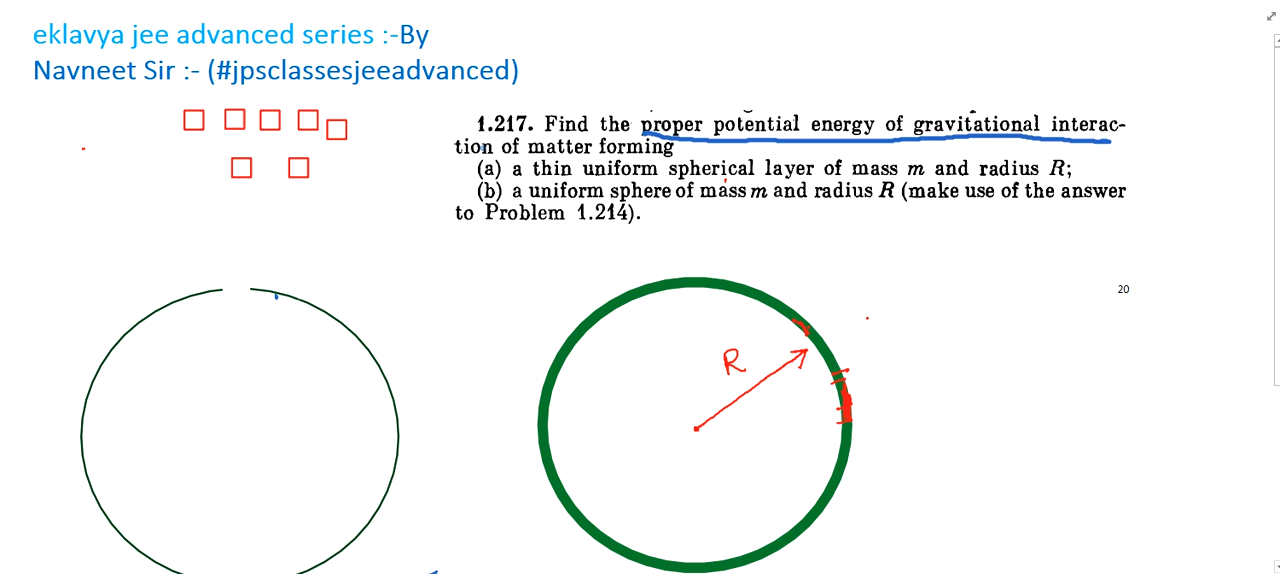 eklavya jee advanced series :-By
Navneet Sir :- (#jpsclassesjeeadvanced)
1.217. Find the proper potential energy of gravitational interac-
tion of matter forming
(a) a thin uniform spherical layer of mass m and radius R;
(b) a uniform sphere of mass m and radius R (make use of the answer
to Problem 1.214).
20
R